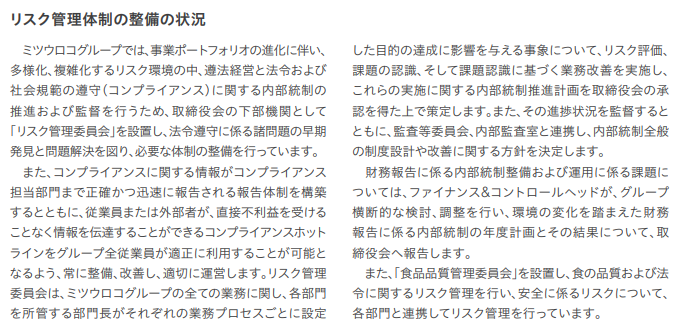 リスク管理体制の整備の状況
　ミツウロコグループでは、事業ポートフォリオの進化に伴い、
多様化、複雑化するリスク環境の中、遵法経営と法令および
社会規範の遵守（コンプライアンス）に関する内部統制の
推進および監督を行うため、取締役会の下部機関として
「リスク管理委員会」を設置し、法令遵守に係る諸問題の早期
発見と問題解決を図り、必要な体制の整備を行っています。
　また、コンプライアンスに関する情報がコンプライアンス
担当部門まで正確かつ迅速に報告される報告体制を構築
するとともに、従業員または外部者が、直接不利益を受ける
ことなく情報を伝達することができるコンプライアンスホット
ラインをグループ全従業員が適正に利用することが可能と
なるよう、常に整備、改善し、適切に運営します。リスク管理
委員会は、ミツウロコグループの全ての業務に関し、各部門
を所管する部門長がそれぞれの業務プロセスごとに設定
した目的の達成に影響を与える事象について、リスク評価、
課題の認識、そして課題認識に基づく業務改善を実施し、
これらの実施に関する内部統制推進計画を取締役会の承
認を得た上で策定します。また、その進捗状況を監督すると
ともに、監査等委員会、内部監査室と連携し、内部統制全般
の制度設計や改善に関する方針を決定します。
　財務報告に係る内部統制整備および運用に係る課題に
ついては、ファイナンス＆コントロールヘッドが、グループ
横断的な検討、調整を行い、環境の変化を踏まえた財務
報告に係る内部統制の年度計画とその結果について、取
締役会へ報告します。
　また、「食品品質管理委員会」を設置し、食の品質および法
令に関するリスク管理を行い、安全に係るリスクについて、
各部門と連携してリスク管理を行っています。